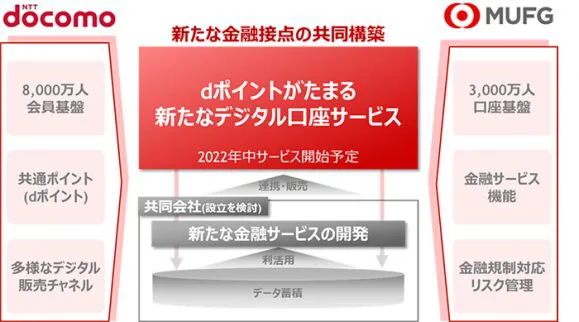 NTT
docomo
MUFG
新たな金融接点の共同構築
8,000万人
会員基盤
共通ポイント
(dポイント)
多様なデジタル
販売チャネル
dポイントがたまる
新たなデジタル口座サービス
2022年中サービス開始予定
連携・販売
共同会社(設立を検討)
新たな金融サービスの開発
利活用
データ蓄積
3,000万人
口座基盤
金融サービス
機能
金融規制対応
リスク管理